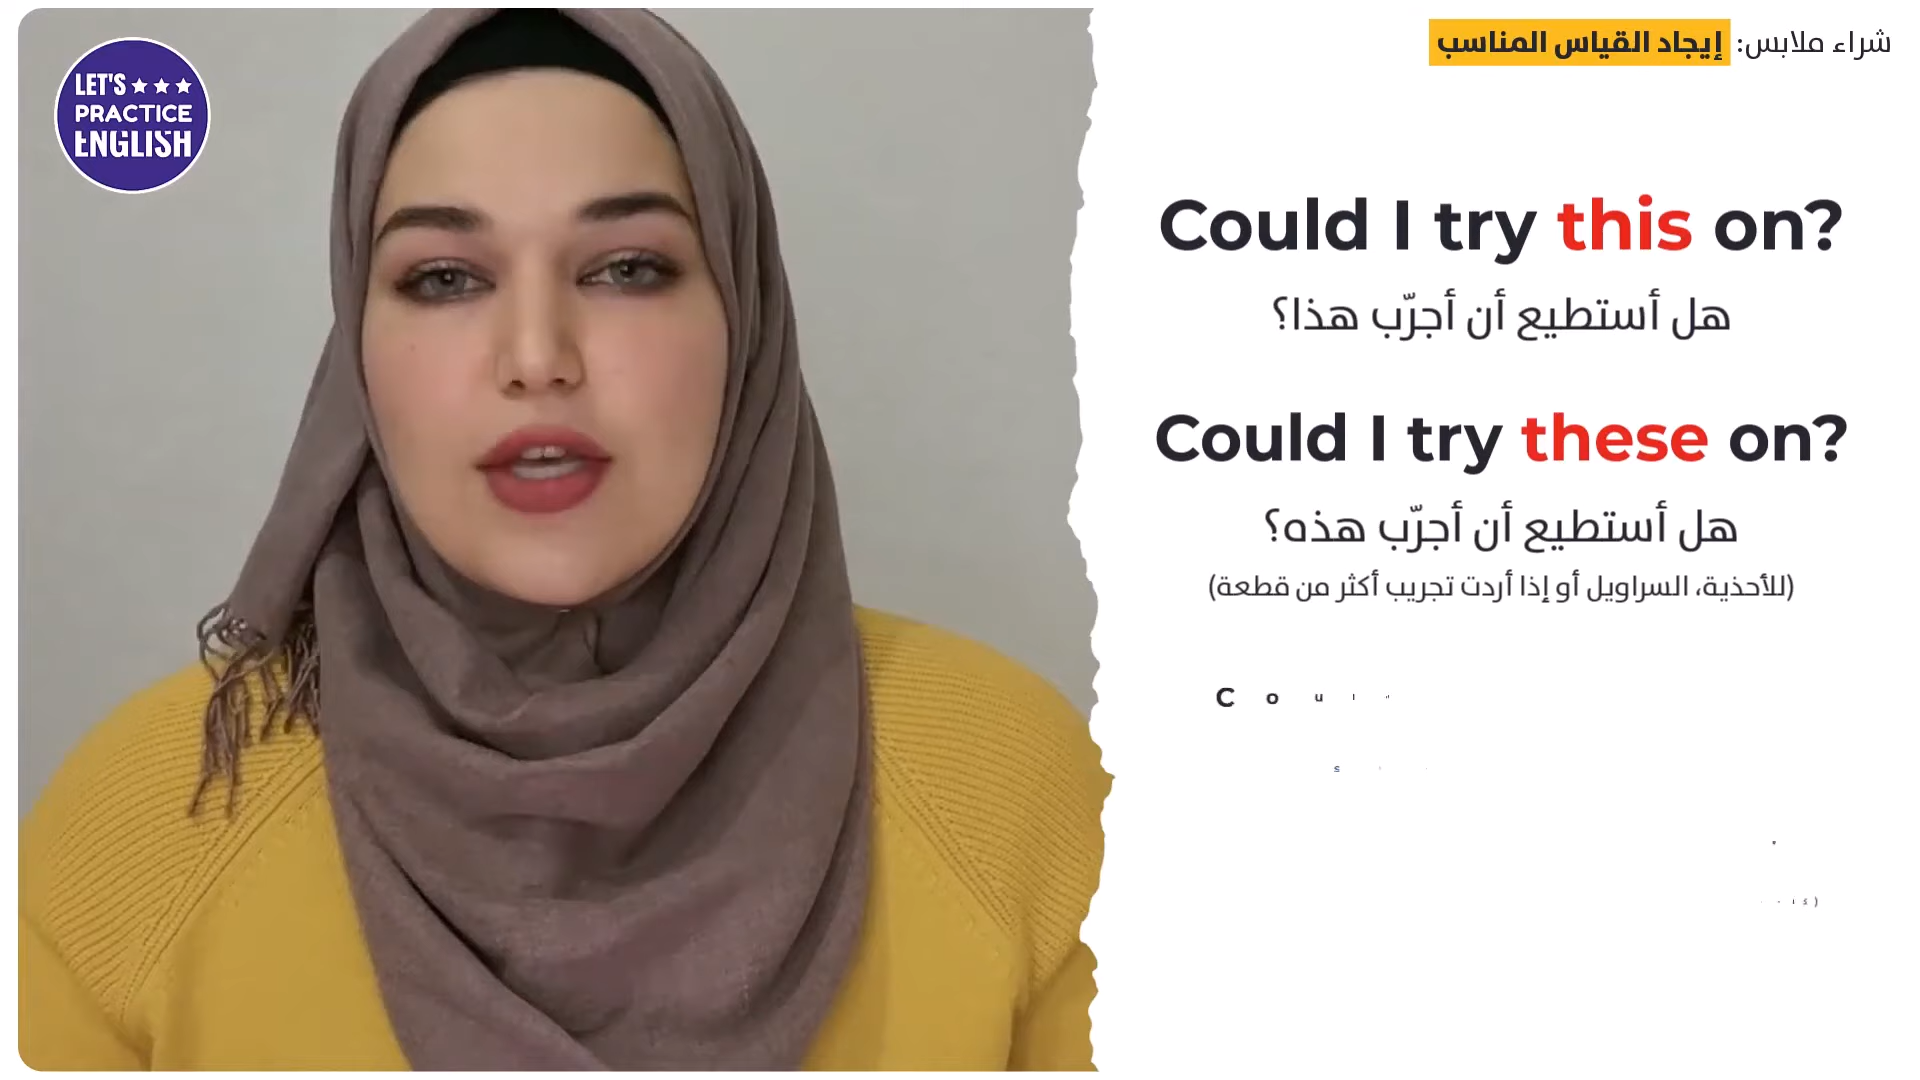 LET'S
PRACTICE
ENGLISH
شراء ملابس: إيجاد القياس المناسب
Could I try this on?
هل أستطيع أن أجرّب هذا؟
Could I try these on?
هل أستطيع أن أجرّب هذه؟
(للأحذية، السراويل أو إذا أردت تجريب أكثر من قطعة)
C o u l